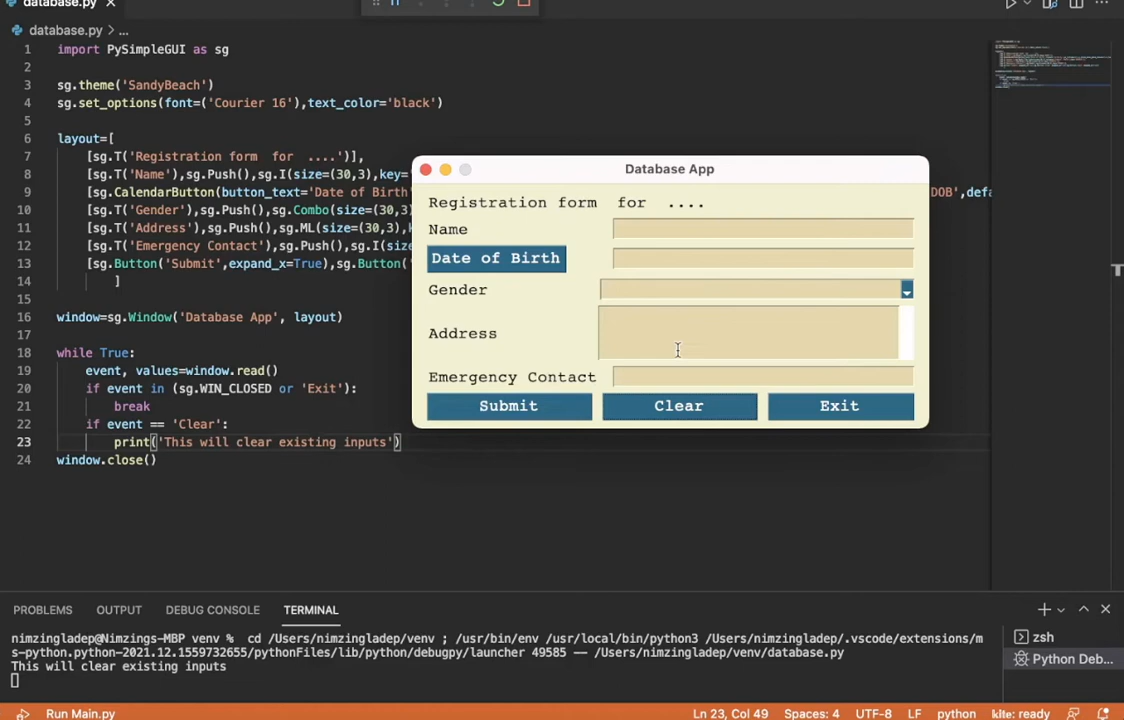 database.py
database.py > ...
1 import PySimpleGUI as sg
2
3 sg.theme('SandyBeach')
4 sg.set_options(font=('Courier 16'),text_color='black')
5
6 layout=[
7 [sg.T('Registration form  for  ....')],
8 [sg.T('Name'),sg.Push(),sg.I(size=(30,3),key='
9 [sg.CalendarButton(button_text='Date of Birth' DOB',defa
10 [sg.T('Gender'),sg.Push(),sg.Combo(size=(30,3)
11 [sg.T('Address'),sg.Push(),sg.ML(size=(30,3),k
12 [sg.T('Emergency Contact'),sg.Push(),sg.I(size
13 [sg.Button('Submit',expand_x=True),sg.Button('
14 ]
15
16 window=sg.Window('Database App', layout)
17
18 while True:
19 event, values=window.read()
20 if event in (sg.WIN_CLOSED or 'Exit'):
21 break
22 if event == 'Clear':
23 print('This will clear existing inputs')
24 window.close()
Database App
Registration form  for  ....
Name
Date of Birth
Gender
Address
Emergency Contact
Submit Clear Exit
PROBLEMS OUTPUT DEBUG CONSOLE TERMINAL
nimzingladep@Nimzings-MBP venv %  cd /Users/nimzingladep/venv ; /usr/bin/env /usr/local/bin/python3 /Users/nimzingladep/.vscode/extensions/m
s-python.python-2021.12.1559732655/pythonFiles/lib/python/debugpy/launcher 49585 -- /Users/nimzingladep/venv/database.py
This will clear existing inputs
zsh
Python Deb...
Run Main.py Ln 23, Col 49 Spaces: 4 UTF-8 LF python kite: ready